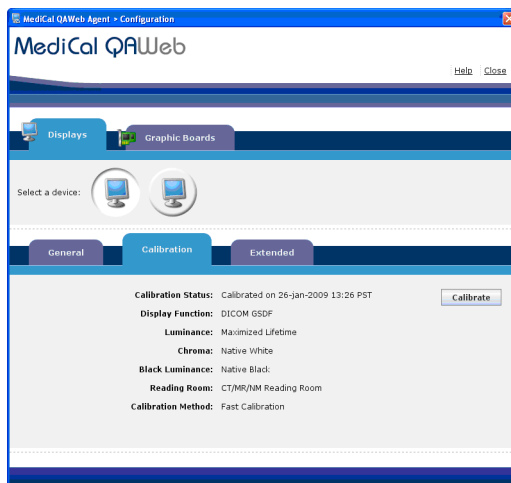 MediCal QAWeb Agent > Configuration
MediCal QAWeb
Help Close
Displays Graphic Boards
Select a device:
General Calibration Extended
Calibration Status: Calibrated on 26-jan-2009 13:26 PST Calibrate
Display Function: DICOM GSDF
Luminance: Maximized Lifetime
Chroma: Native White
Black Luminance: Native Black
Reading Room: CT/MR/NM Reading Room
Calibration Method: Fast Calibration